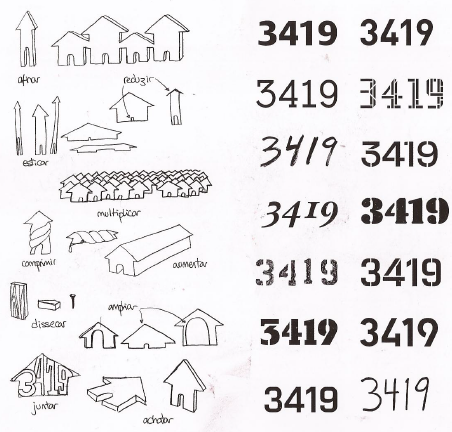 afinar
reduzir
esticar
multiplicar
comprimir
aumentar
dissecar
ampliar
3419
juntar
achatar
3419 3419
3419 3419
3419 3419
3419 3419
3419 3419
3419 3419
3419 3419